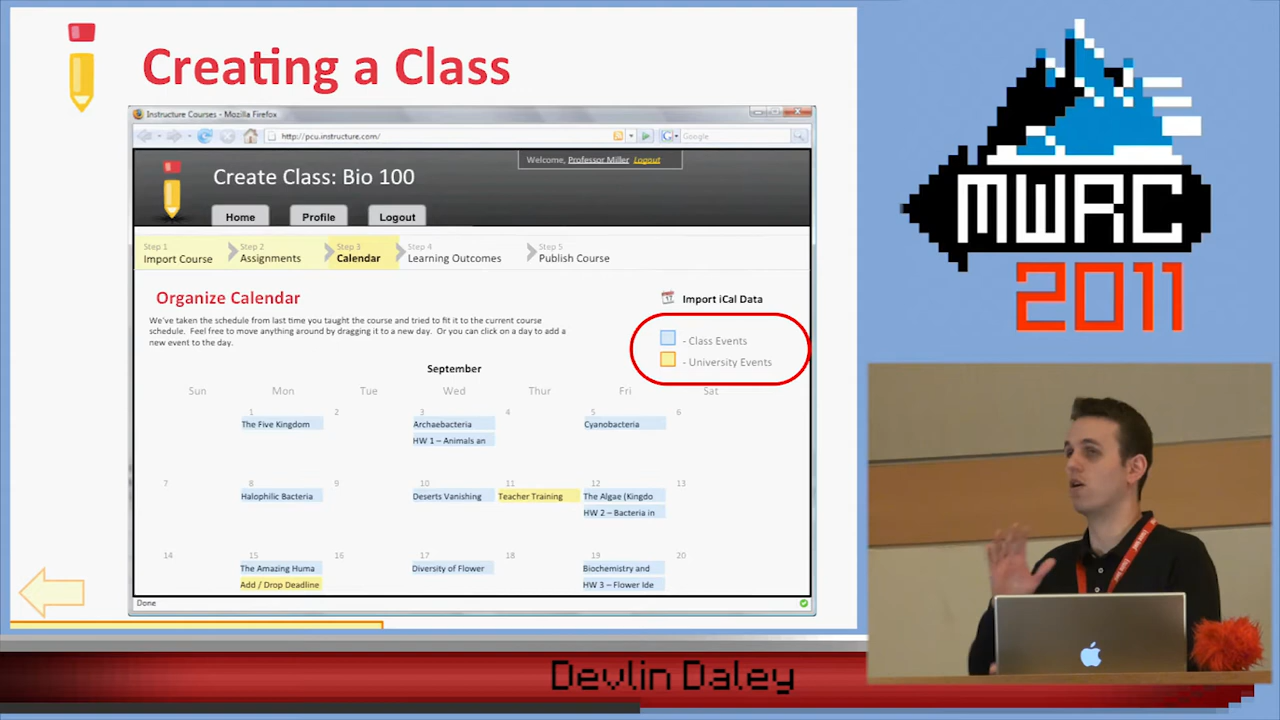 Creating a Class
Instructure Courses - Mozilla Firefox
http://pcu.instructure.com/
Google
Welcome, Professor Miller Logout
Create Class: Bio 100
Home Profile Logout
Step 1 Step 2 Step 3 Step 4 Step 5
Import Course Assignments Calendar Learning Outcomes Publish Course
Organize Calendar
Import iCal Data
We've taken the schedule from last time you taught the course and tried to fit it to the current course
schedule. Feel free to move anything around by dragging it to a new day. Or you can click on a day to add a
new event to the day.
- Class Events
- University Events
September
Sun Mon Tue Wed Thur Fri Sat
1 2 3 4 5 6
The Five Kingdom Archaebacteria Cyanobacteria
HW 1 – Animals an
7 8 9 10 11 12 13
Halophilic Bacteria Deserts Vanishing Teacher Training The Algae (Kingdo
HW 2 – Bacteria in
14 15 16 17 18 19 20
The Amazing Huma Diversity of Flower Biochemistry and
Add / Drop Deadline HW 3 – Flower Ide
Done
MWRC
2011
Devlin Daley